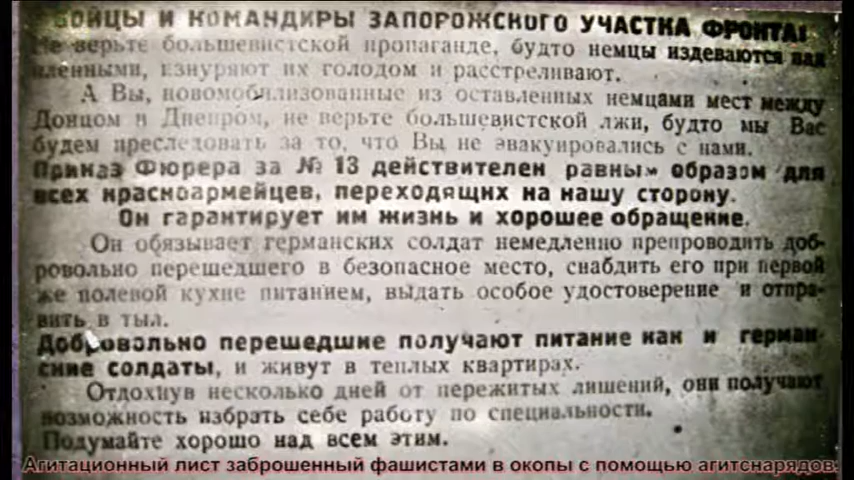 БОЙЦЫ И КОМАНДИРЫ ЗАПОРОЖСКОГО УЧАСТКА ФРОНТА!
Не верьте большевистской пропаганде, будто немцы издеваются над
пленными, изнуряют их голодом и расстреливают.
А Вы, новомобилизованные из оставленных немцами мест между
Донцом и Днепром, не верьте большевистской лжи, будто мы Вас
будем преследовать за то, что Вы не эвакуировались с нами.
Приказ Фюрера за № 13 действителен равным образом для
всех красноармейцев, переходящих на нашу сторону.
Он гарантирует им жизнь и хорошее обращение.
Он обязывает германских солдат немедленно препроводить доб-
ровольно перешедшего в безопасное место, снабдить его при первой
же полевой кухне питанием, выдать особое удостоверение и отпра-
вить в тыл.
Добровольно перешедшие получают питание как и герман-
ские солдаты, и живут в теплых квартирах.
Отдохнув несколько дней от пережитых лишений, они получают
возможность избрать себе работу по специальности.
Подумайте хорошо над всем этим.
Агитационный лист заброшенный фашистами в окопы с помощью агитснарядов.